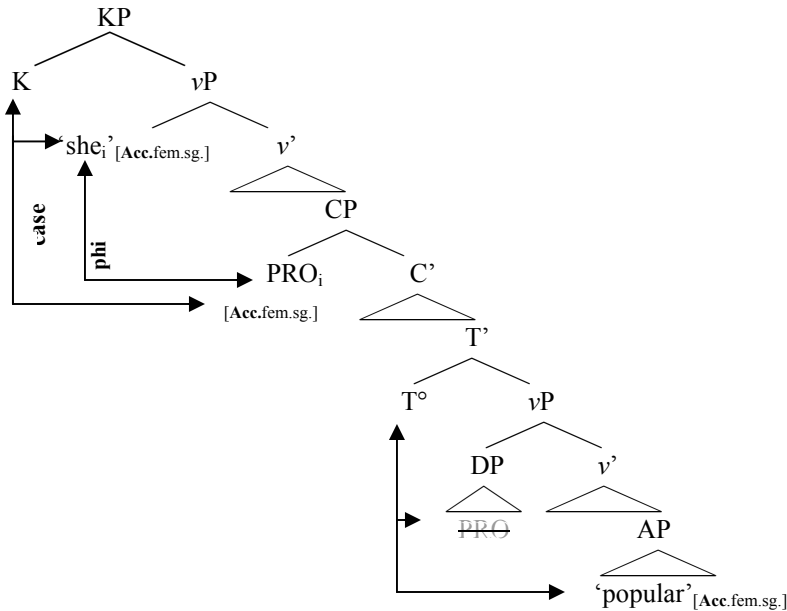 KP
K vP
‘sheᵢ’[Acc.fem.sg.] v’
case
phi
CP
PROᵢ C’
[Acc.fem.sg.]
T’
T° vP
DP v’
PRO AP
‘popular’[Acc.fem.sg.]